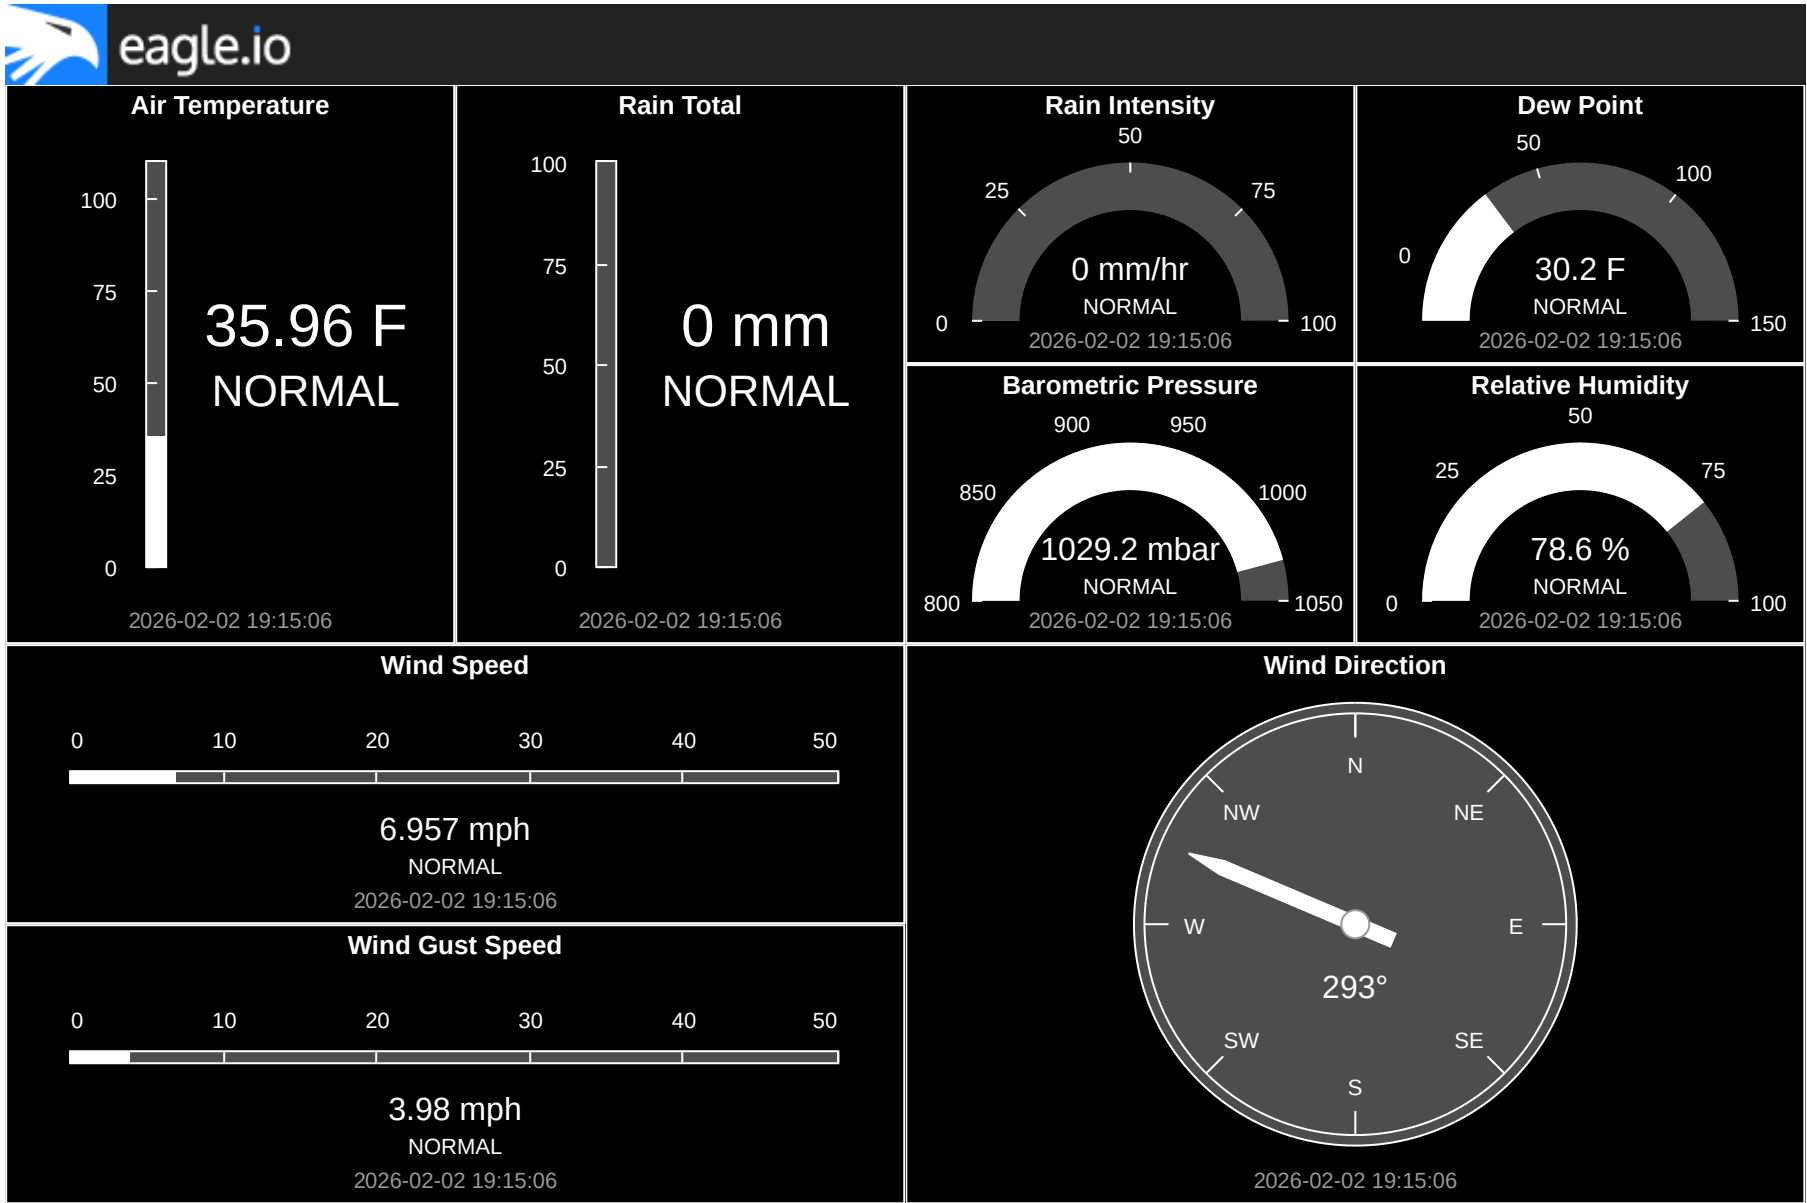 eagle.io
Air Temperature
100
75
50
25
0
35.96 F
NORMAL
2026-02-02 19:15:06
Rain Total
100
75
50
25
0
0 mm
NORMAL
2026-02-02 19:15:06
Rain Intensity
0
25
50
75
100
0 mm/hr
NORMAL
2026-02-02 19:15:06
Dew Point
0
50
100
150
30.2 F
NORMAL
2026-02-02 19:15:06
Barometric Pressure
800
850
900
950
1000
1050
1029.2 mbar
NORMAL
2026-02-02 19:15:06
Relative Humidity
0
25
50
75
100
78.6 %
NORMAL
2026-02-02 19:15:06
Wind Speed
0 10 20 30 40 50
6.957 mph
NORMAL
2026-02-02 19:15:06
Wind Gust Speed
0 10 20 30 40 50
3.98 mph
NORMAL
2026-02-02 19:15:06
Wind Direction
N
NW NE
W E
293°
SW SE
S
2026-02-02 19:15:06